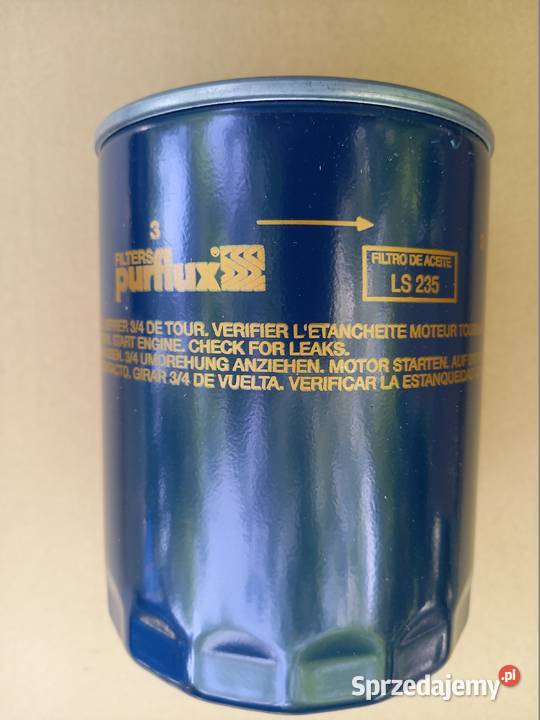 3
FILTERS
purflux
FILTRO DE ACEITE
LS 235
3/4 DE TOUR. VERIFIER L'ETANCHEITE MOTEUR
START ENGINE. CHECK FOR LEAKS.
3/4 UMDREHUNG ANZIEHEN. MOTOR STARTEN. AUF
GIRAR 3/4 DE VUELTA. VERIFICAR LA
Sprzedajemy.pl